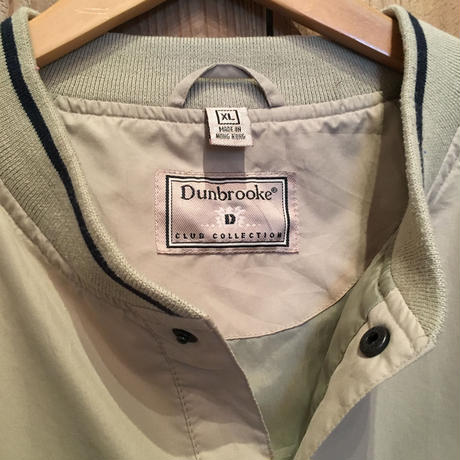 XL
MADE IN
HONG KONG
Dunbrooke®
D
CLUB COLLECTION